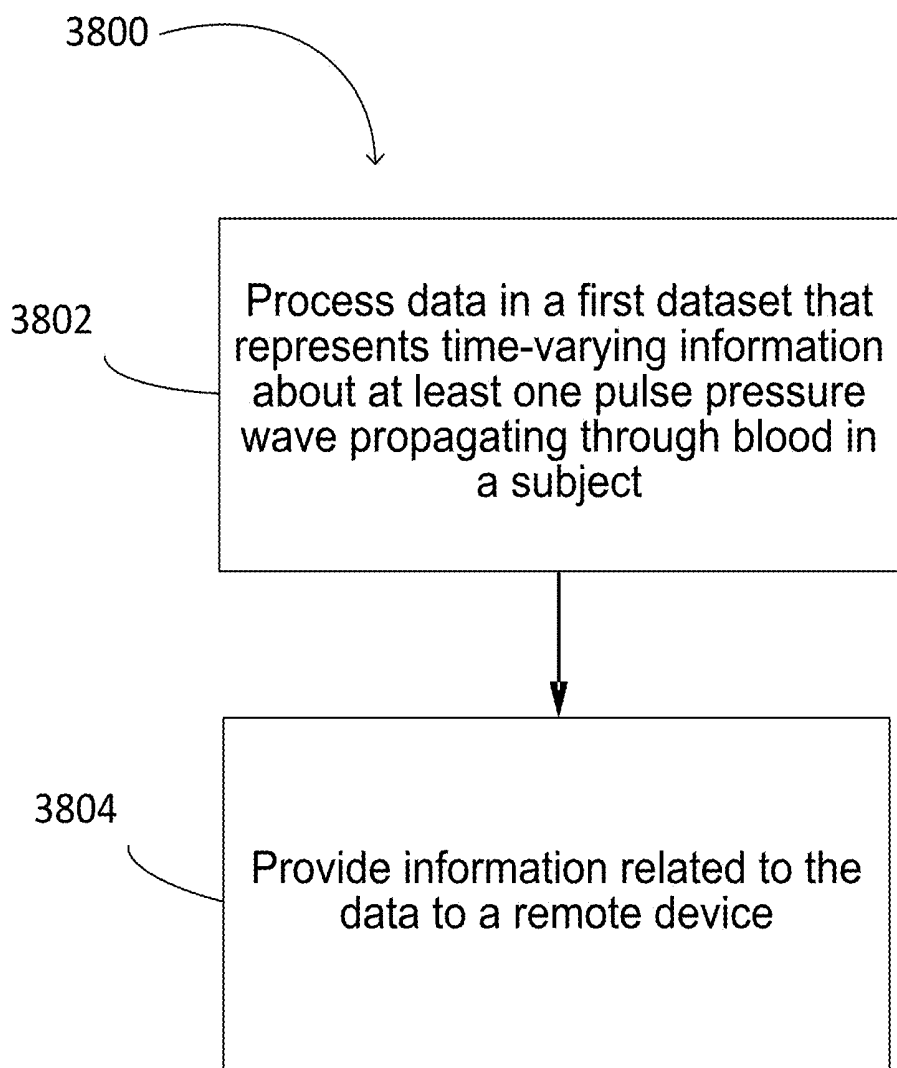 3800
3802
Process data in a first dataset that
represents time-varying information
about at least one pulse pressure
wave propagating through blood in
a subject
3804
Provide information related to the
data to a remote device